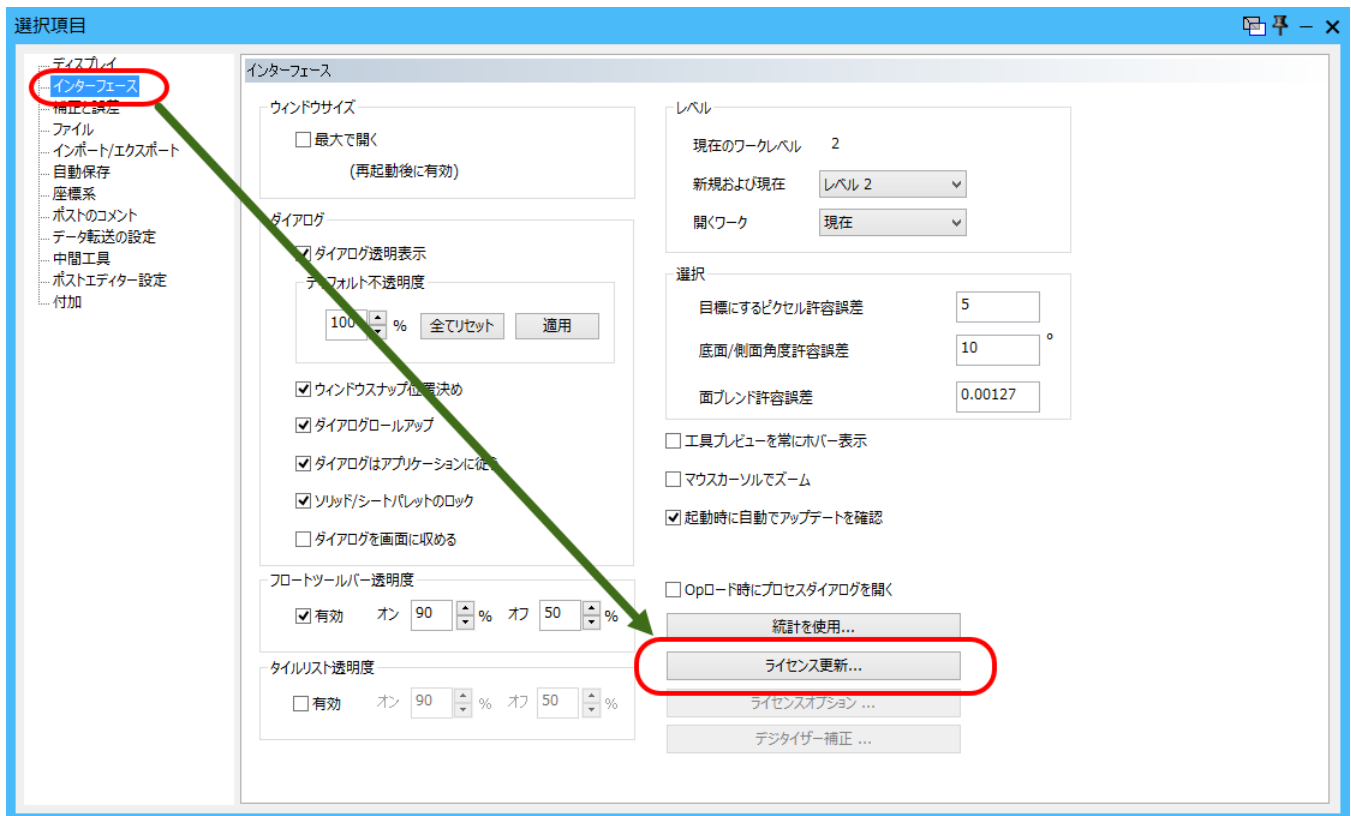 選択項目
ディスプレイ
インターフェース
補正と誤差
ファイル
インポート/エクスポート
自動保存
座標系
ポストのコメント
データ転送の設定
中間工具
ポストエディター設定
付加
インターフェース
ウィンドウサイズ
最大で開く
(再起動後に有効)
ダイアログ
ダイアログ透明表示
デフォルト不透明度
100 % 全てリセット 適用
ウィンドウスナップ位置決め
ダイアログロールアップ
ダイアログはアプリケーションに従う
ソリッド/シートパレットのロック
ダイアログを画面に収める
フロートツールバー透明度
有効 オン 90 % オフ 50 %
タイルリスト透明度
有効 オン 90 % オフ 50 %
レベル
現在のワークレベル 2
新規および現在 レベル 2
開くワーク 現在
選択
目標にするピクセル許容誤差 5
底面/側面角度許容誤差 10 °
面ブレンド許容誤差 0.00127
工具プレビューを常にホバー表示
マウスカーソルでズーム
起動時に自動でアップデートを確認
Opロード時にプロセスダイアログを開く
統計を使用...
ライセンス更新...
ライセンスオプション ...
デジタイザー補正 ...